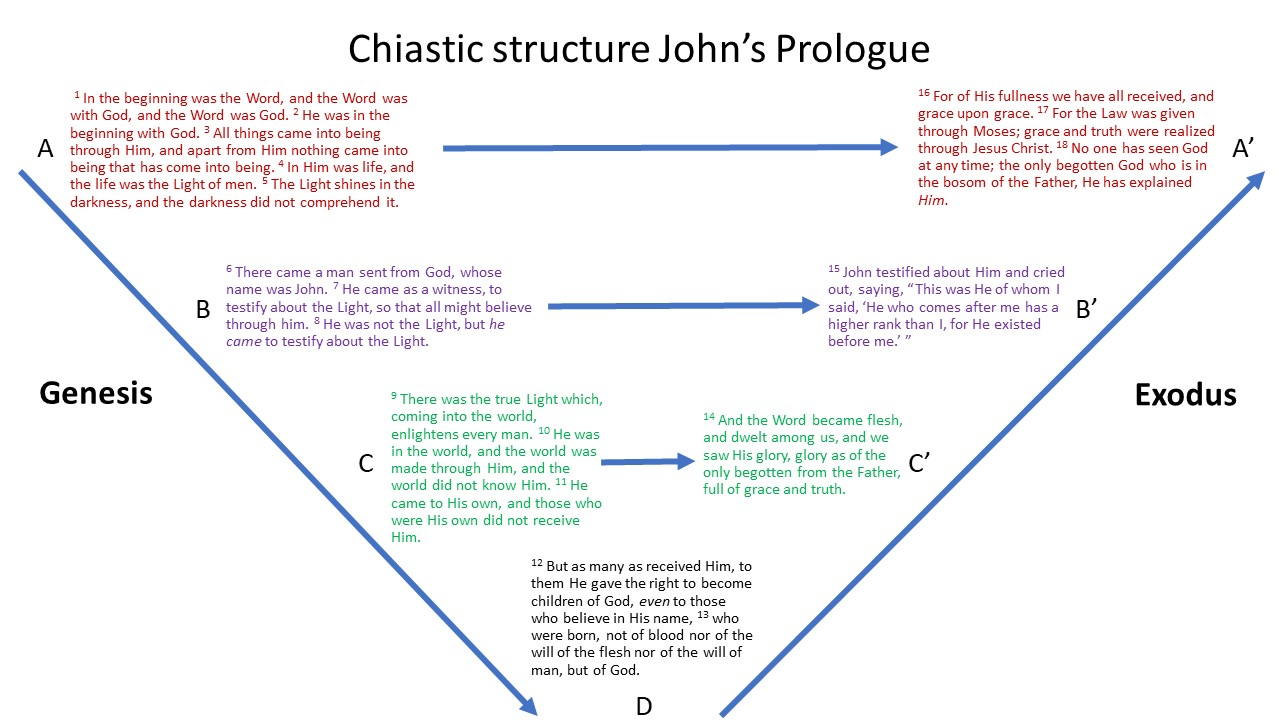 Chiastic structure John’s Prologue
A
1 In the beginning was the Word, and the Word was
with God, and the Word was God. 2 He was in the
beginning with God. 3 All things came into being
through Him, and apart from Him nothing came into
being that has come into being. 4 In Him was life, and
the life was the Light of men. 5 The Light shines in the
darkness, and the darkness did not comprehend it.
16 For of His fullness we have all received, and
grace upon grace. 17 For the Law was given
through Moses; grace and truth were realized
through Jesus Christ. 18 No one has seen God
at any time; the only begotten God who is in
the bosom of the Father, He has explained
Him.
A’
B
6 There came a man sent from God, whose
name was John. 7 He came as a witness, to
testify about the Light, so that all might believe
through him. 8 He was not the Light, but he
came to testify about the Light.
15 John testified about Him and cried
out, saying, “This was He of whom I
said, ‘He who comes after me has a
higher rank than I, for He existed
before me.’ ”
B’
Genesis
Exodus
C
9 There was the true Light which,
coming into the world,
enlightens every man. 10 He was
in the world, and the world was
made through Him, and the
world did not know Him. 11 He
came to His own, and those who
were His own did not receive
Him.
14 And the Word became flesh,
and dwelt among us, and we
saw His glory, glory as of the
only begotten from the Father,
full of grace and truth.
C’
12 But as many as received Him, to
them He gave the right to become
children of God, even to those
who believe in His name, 13 who
were born, not of blood nor of the
will of the flesh nor of the will of
man, but of God.
D